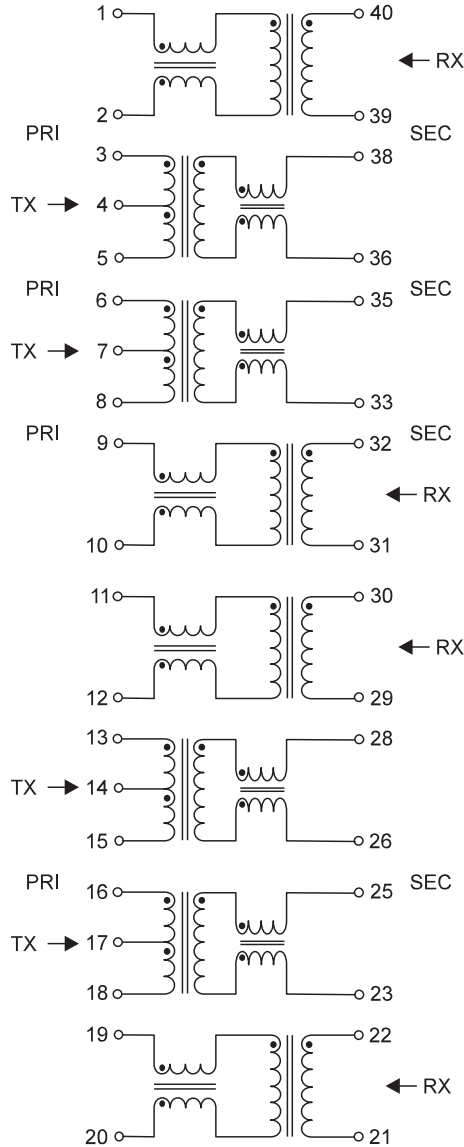 1 40
RX
2 39
PRI SEC
3 38
TX 4
5 36
PRI SEC
6 35
TX 7
8 33
PRI SEC
9 32
RX
10 31
11 30
RX
12 29
13 28
TX 14
15 26
PRI SEC
16 25
TX 17
18 23
19 22
RX
20 21